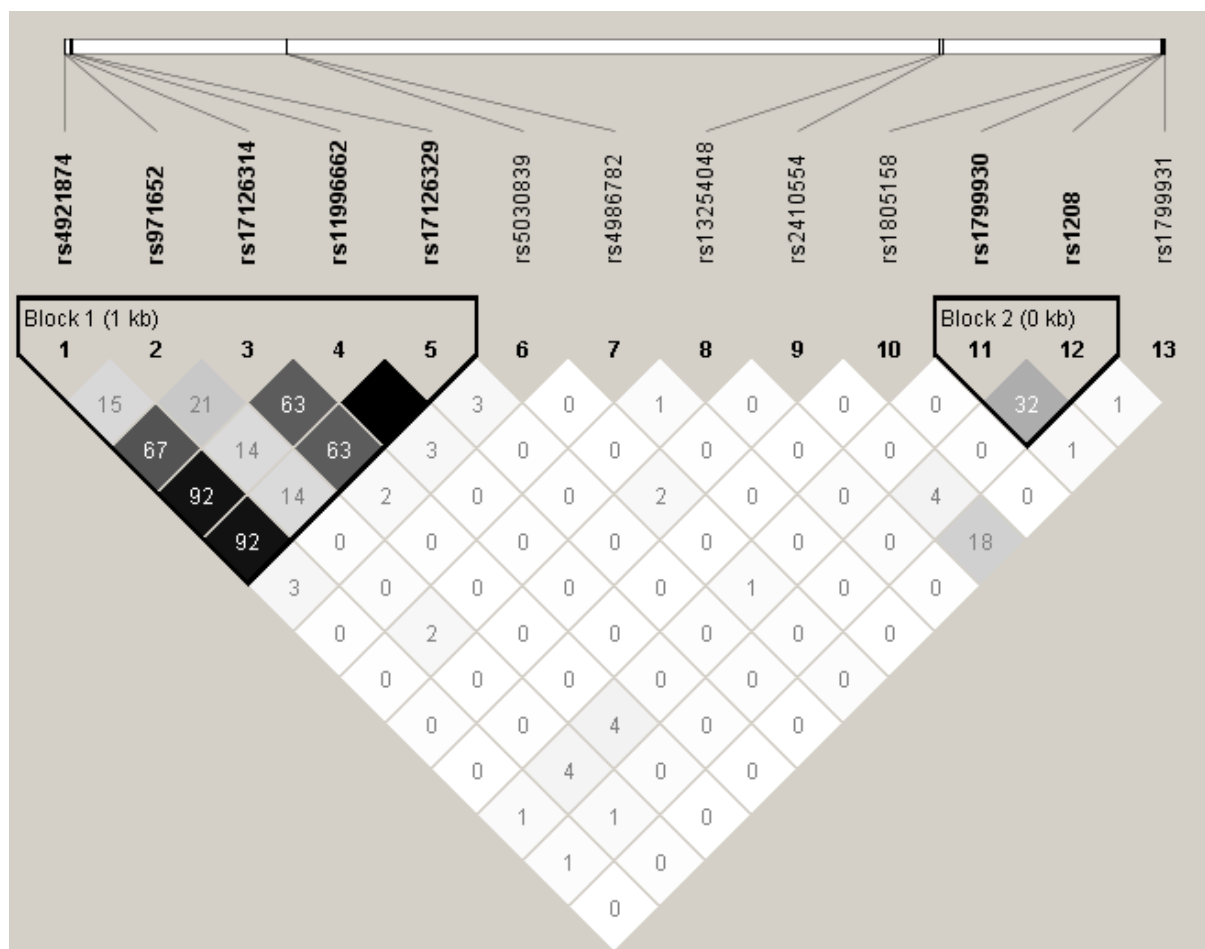 rs4921874
rs971652
rs17126314
rs11996662
rs17126329
rs5030839
rs4986782
rs13254048
rs2410554
rs1805158
rs1799930
rs1208
rs1799931
Block 1 (1 kb)
Block 2 (0 kb)
1 2 3 4 5 6 7 8 9 10 11 12 13
15 21 63 3 0 1 0 0 0 32 1
67 14 63 3 0 0 0 0 0 0 1
92 14 2 0 0 2 0 0 4 0
92 0 0 0 0 0 0 0 18
3 0 0 0 0 1 0 0
0 2 0 0 0 0 0
0 0 0 0 0 0
0 0 4 0 0
0 4 0 0
1 1 0
1 0
0